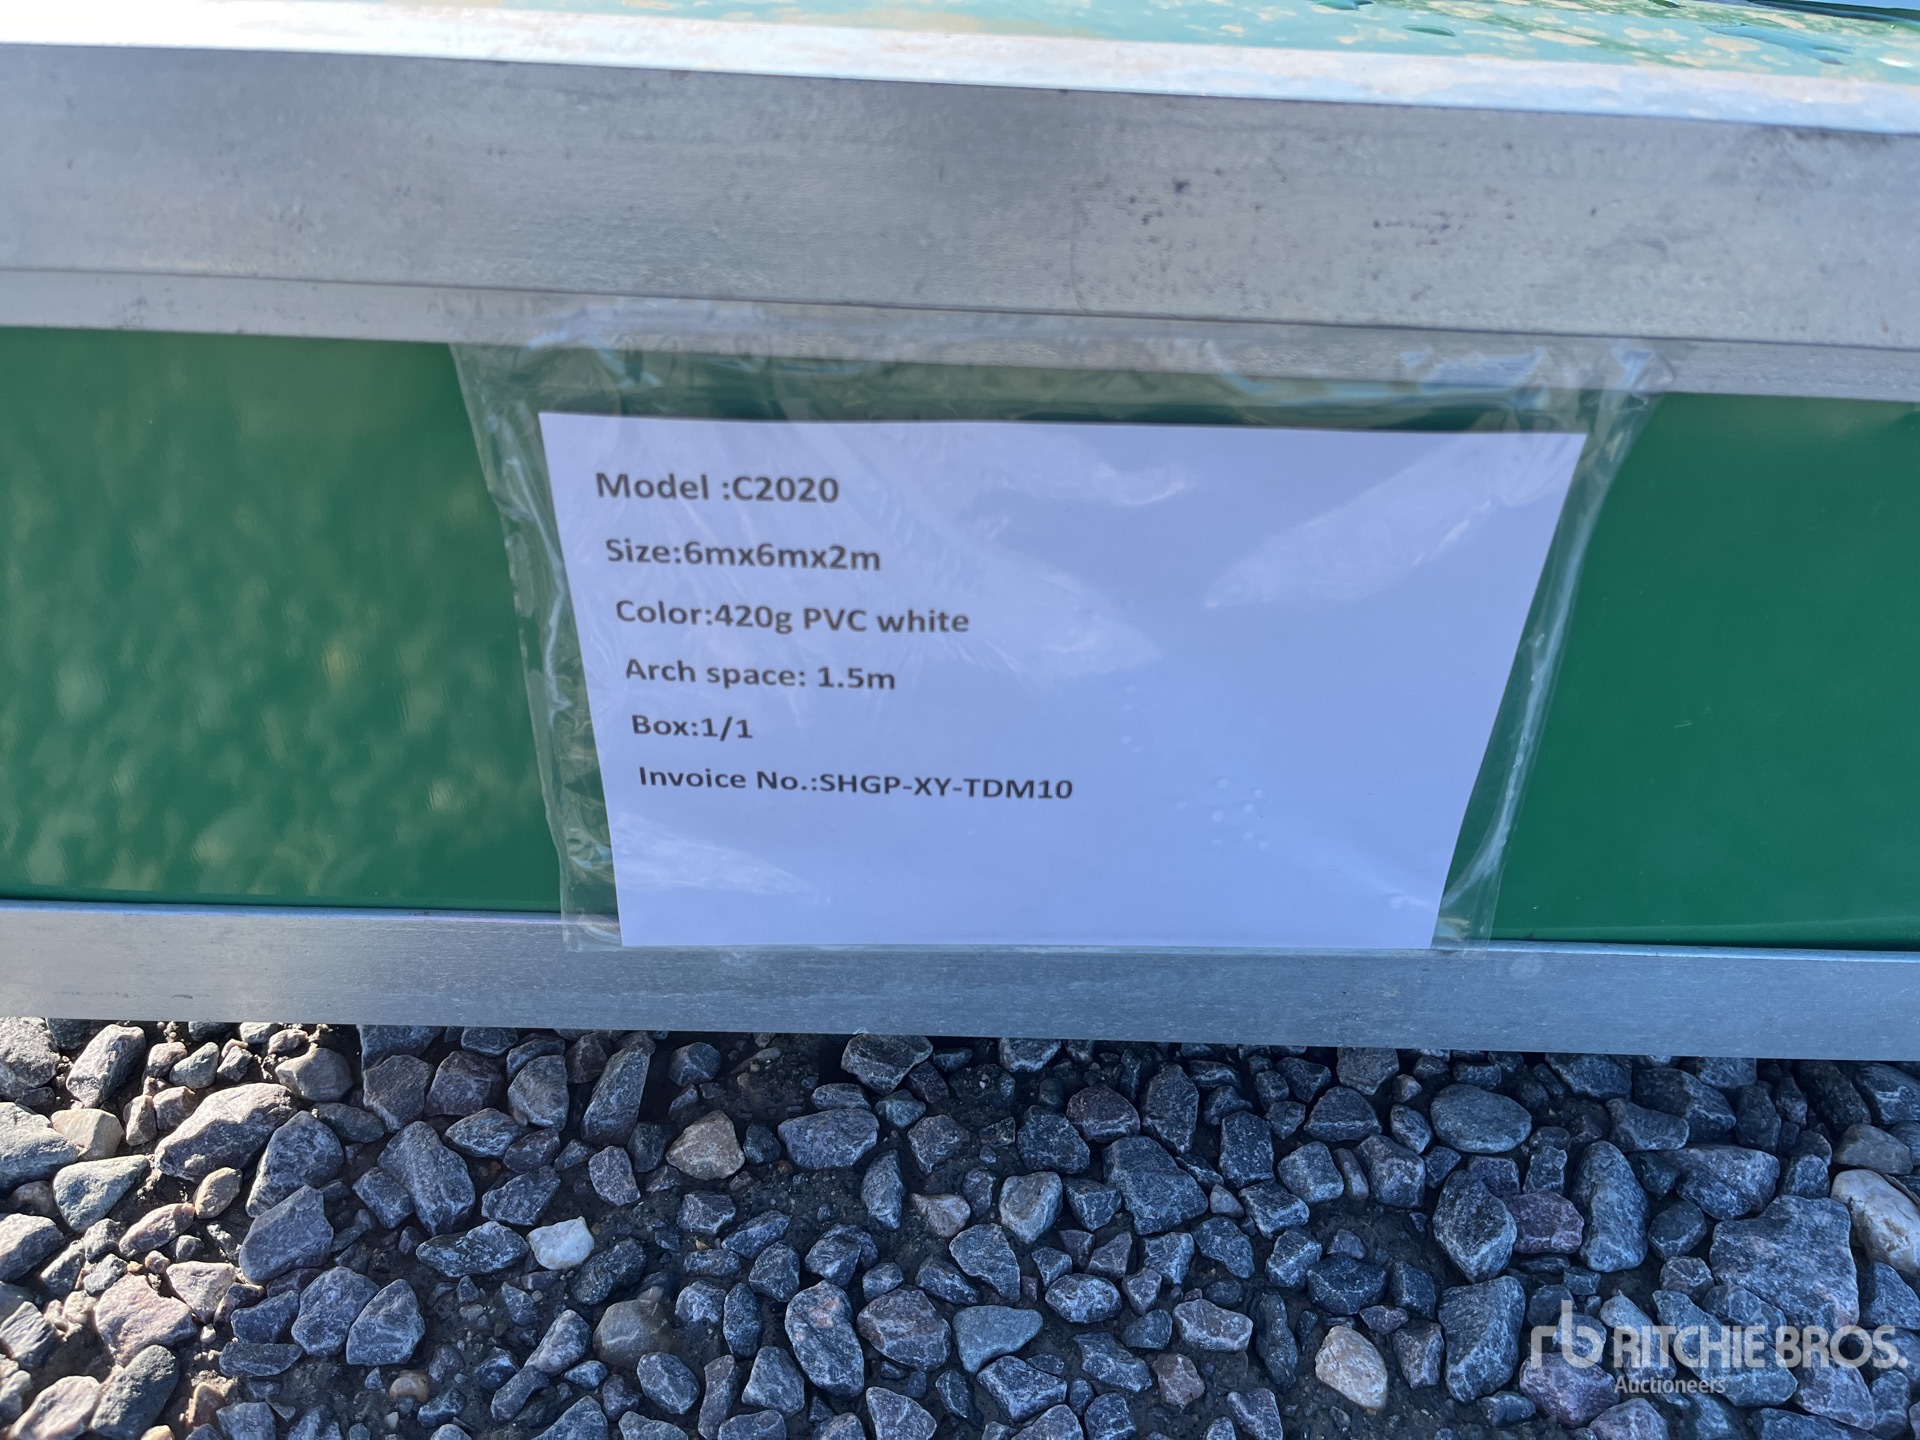 Model :C2020
Size:6mx6mx2m
Color:420g PVC white
Arch space: 1.5m
Box:1/1
Invoice No.:SHGP-XY-TDM10
rb RITCHIE BROS.
Auctioneers